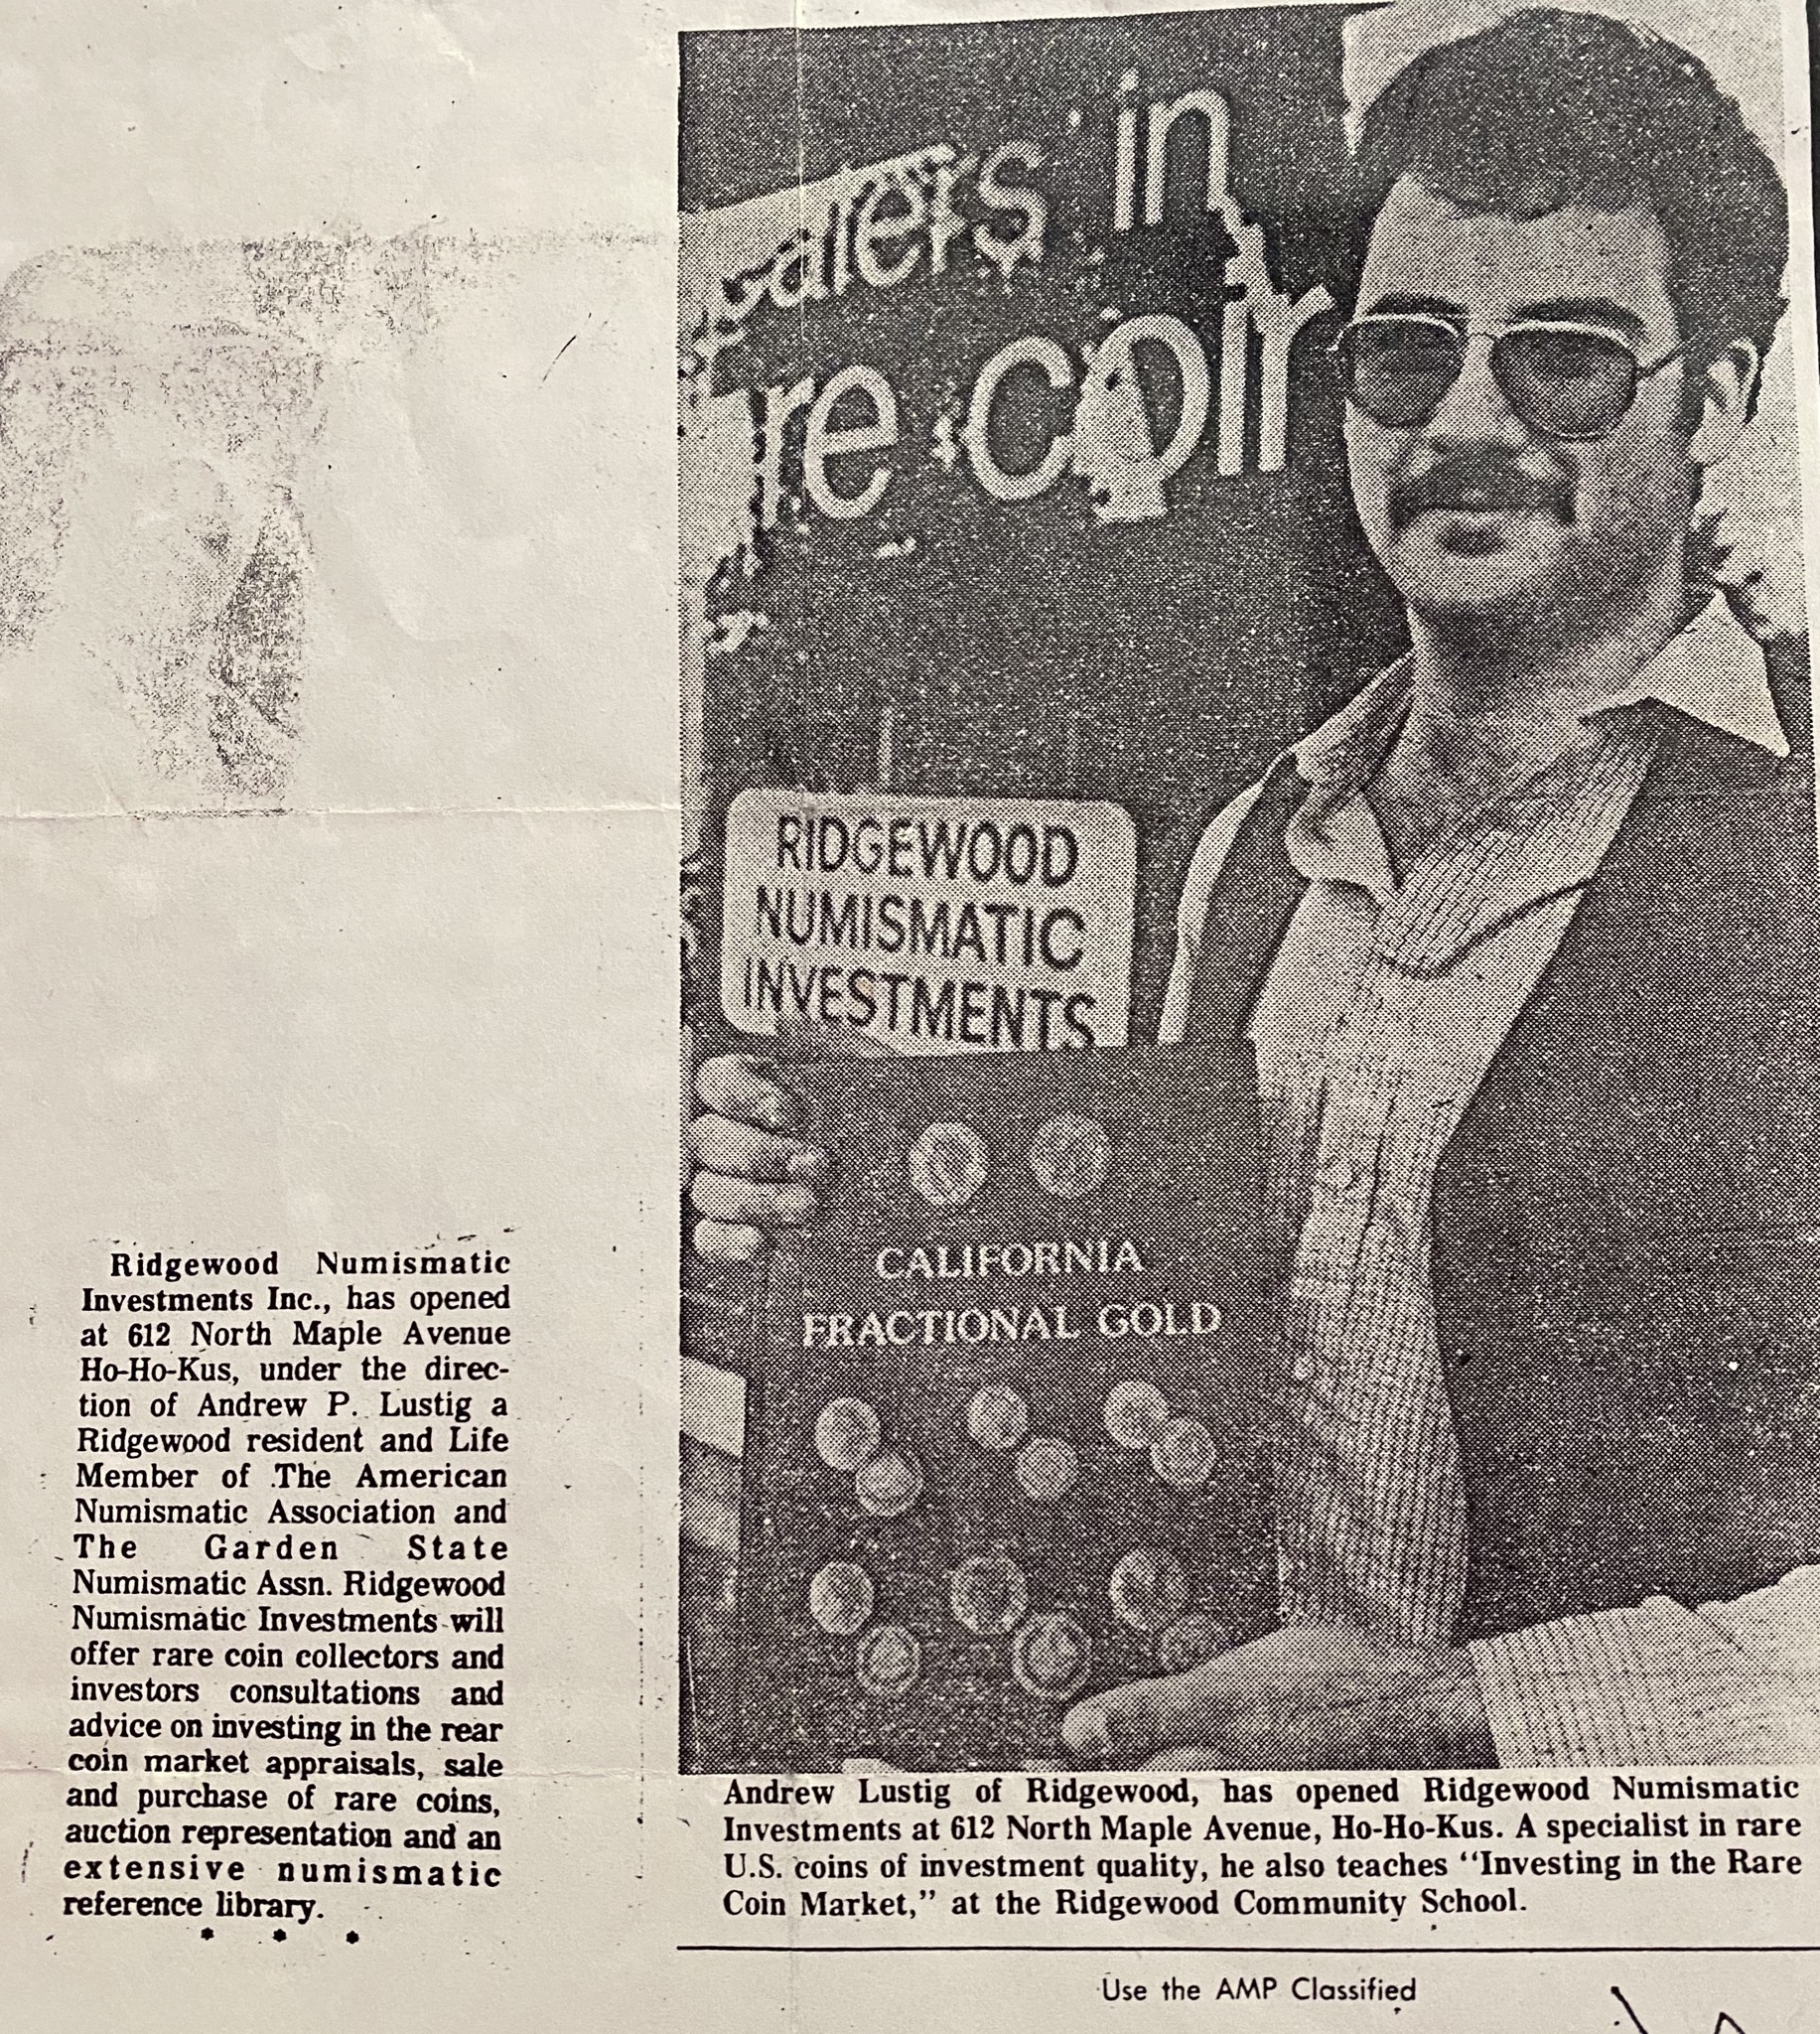 Ridgewood Numismatic
Investments Inc., has opened
at 612 North Maple Avenue
Ho-Ho-Kus, under the direc-
tion of Andrew P. Lustig a
Ridgewood resident and Life
Member of The American
Numismatic Association and
The Garden State
Numismatic Assn. Ridgewood
Numismatic Investments will
offer rare coin collectors and
investors consultations and
advice on investing in the rear
coin market appraisals, sale
and purchase of rare coins,
auction representation and an
extensive numismatic
reference library.
* * *
ealers in
re coin
RIDGEWOOD
NUMISMATIC
INVESTMENTS
CALIFORNIA
FRACTIONAL GOLD
Andrew Lustig of Ridgewood, has opened Ridgewood Numismatic
Investments at 612 North Maple Avenue, Ho-Ho-Kus. A specialist in rare
U.S. coins of investment quality, he also teaches “Investing in the Rare
Coin Market,” at the Ridgewood Community School.
Use the AMP Classified